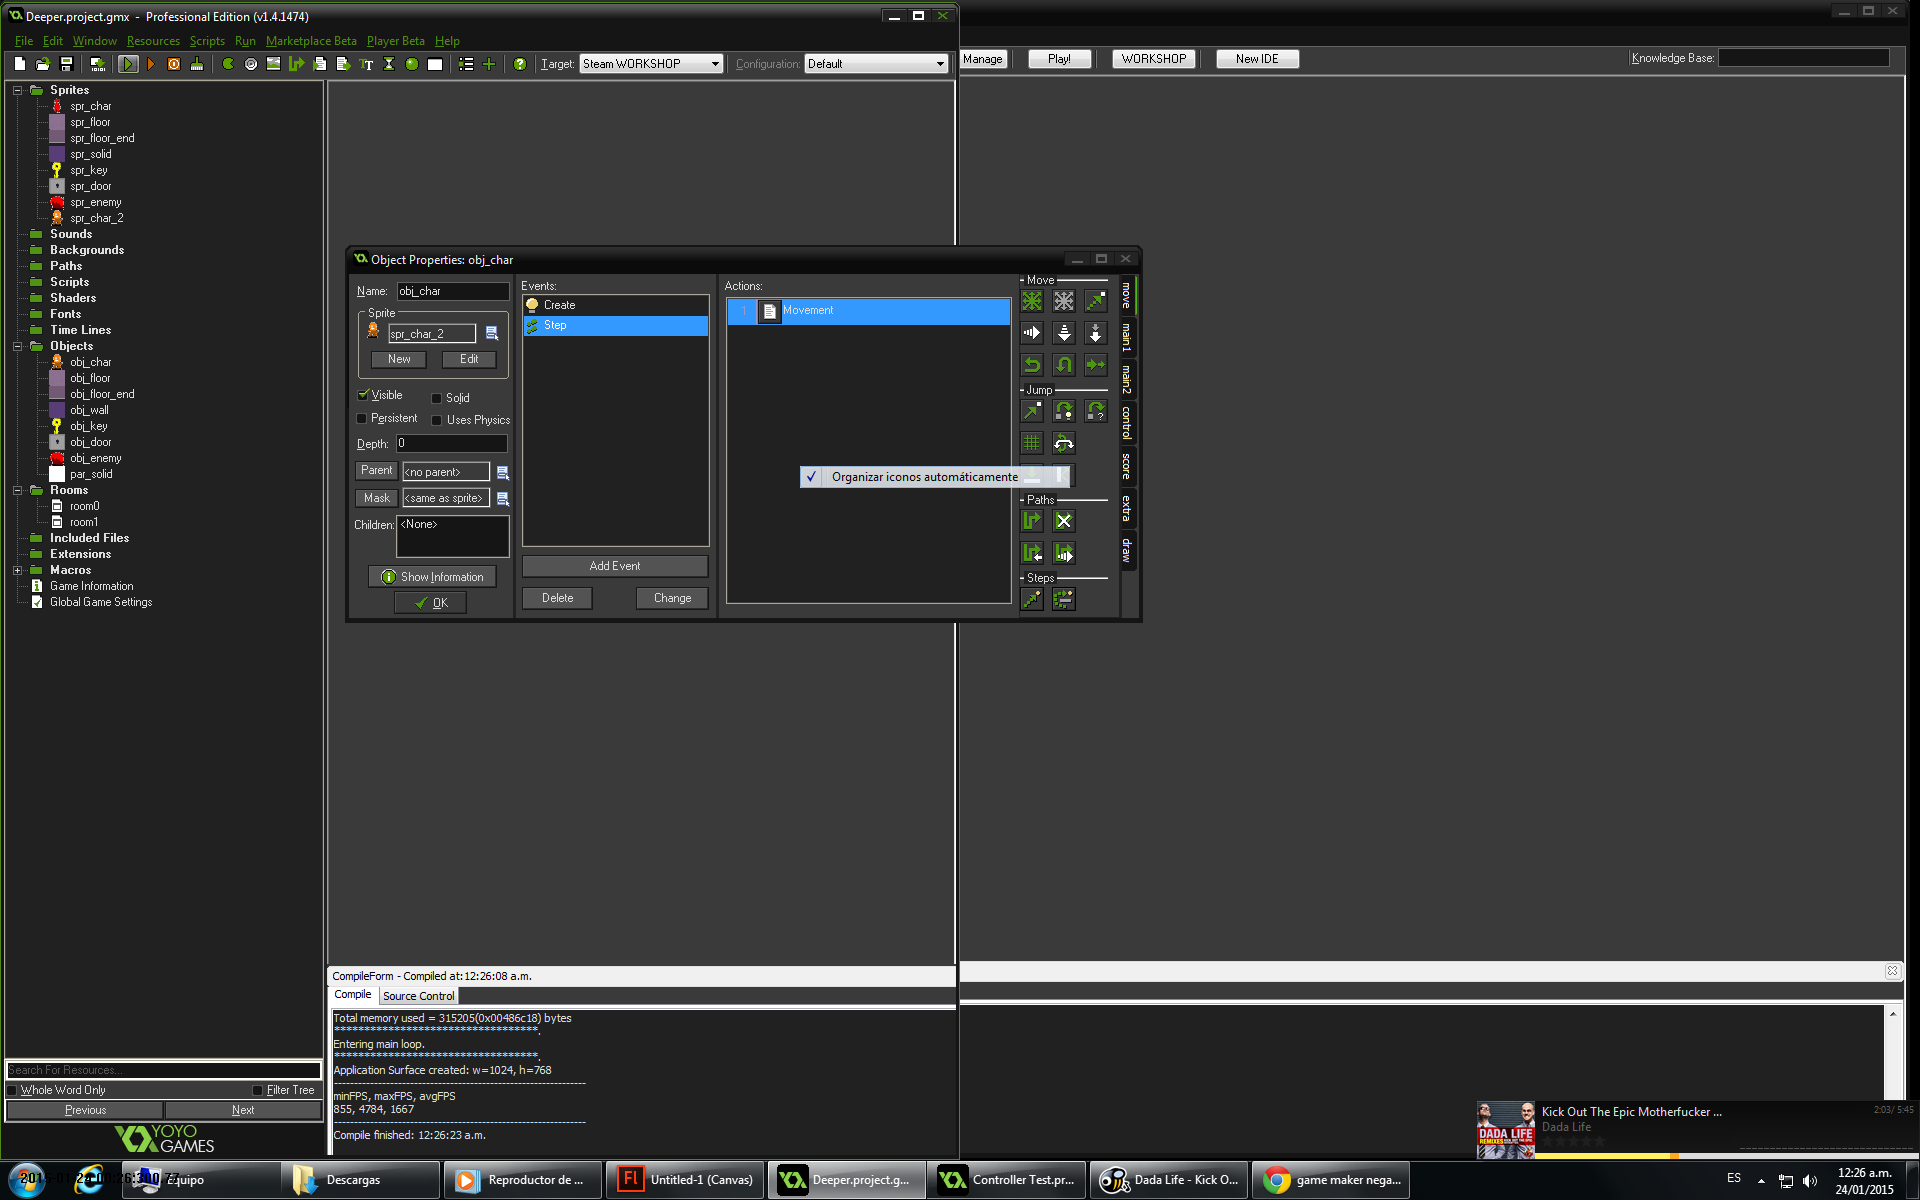 Deeper.project.gmx - Professional Edition (v1.4.1474)
File Edit Window Resources Scripts Run Marketplace Beta Player Beta Help
Target: Steam WORKSHOP Configuration: Default Manage Play! WORKSHOP New IDE Knowledge Base:
Sprites
spr_char
spr_floor
spr_floor_end
spr_solid
spr_key
spr_door
spr_enemy
spr_char_2
Sounds
Backgrounds
Paths
Scripts
Shaders
Fonts
Time Lines
Objects
obj_char
obj_floor
obj_floor_end
obj_wall
obj_key
obj_door
obj_enemy
par_solid
Rooms
room0
room1
Included Files
Extensions
Macros
Game Information
Global Game Settings
Search For Resources...
Whole Word Only Filter Tree
Previous Next
YOYO
GAMES
Object Properties: obj_char
Name: obj_char
Sprite
spr_char_2
New Edit
Visible Solid
Persistent Uses Physics
Depth: 0
Parent <no parent>
Mask <same as sprite>
Children: <None>
Show Information
OK
Events:
Create
Step
Add Event
Delete Change
Actions:
1 Movement
Organizar iconos automáticamente
Move
Jump
Paths
Steps
move
main1
main2
control
score
extra
draw
CompileForm - Compiled at:12:26:08 a.m.
Compile Source Control
Total memory used = 315205(0x00486c18) bytes
**********************************.
Entering main loop.
**********************************.
Application Surface created: w=1024, h=768
---------------------------------------------------------------
minFPS, maxFPS, avgFPS
855, 4784, 1667
---------------------------------------------------------------
Compile finished: 12:26:23 a.m.
DADA LIFE
REMIXES
Kick Out The Epic Motherfucker ...
Dada Life
2:03/ 5:45
Equipo
Descargas
Reproductor de ...
Fl Untitled-1 (Canvas)
Deeper.project.g...
Controller Test.pr...
Dada Life - Kick O...
game maker nega...
ES
12:26 a.m.
24/01/2015